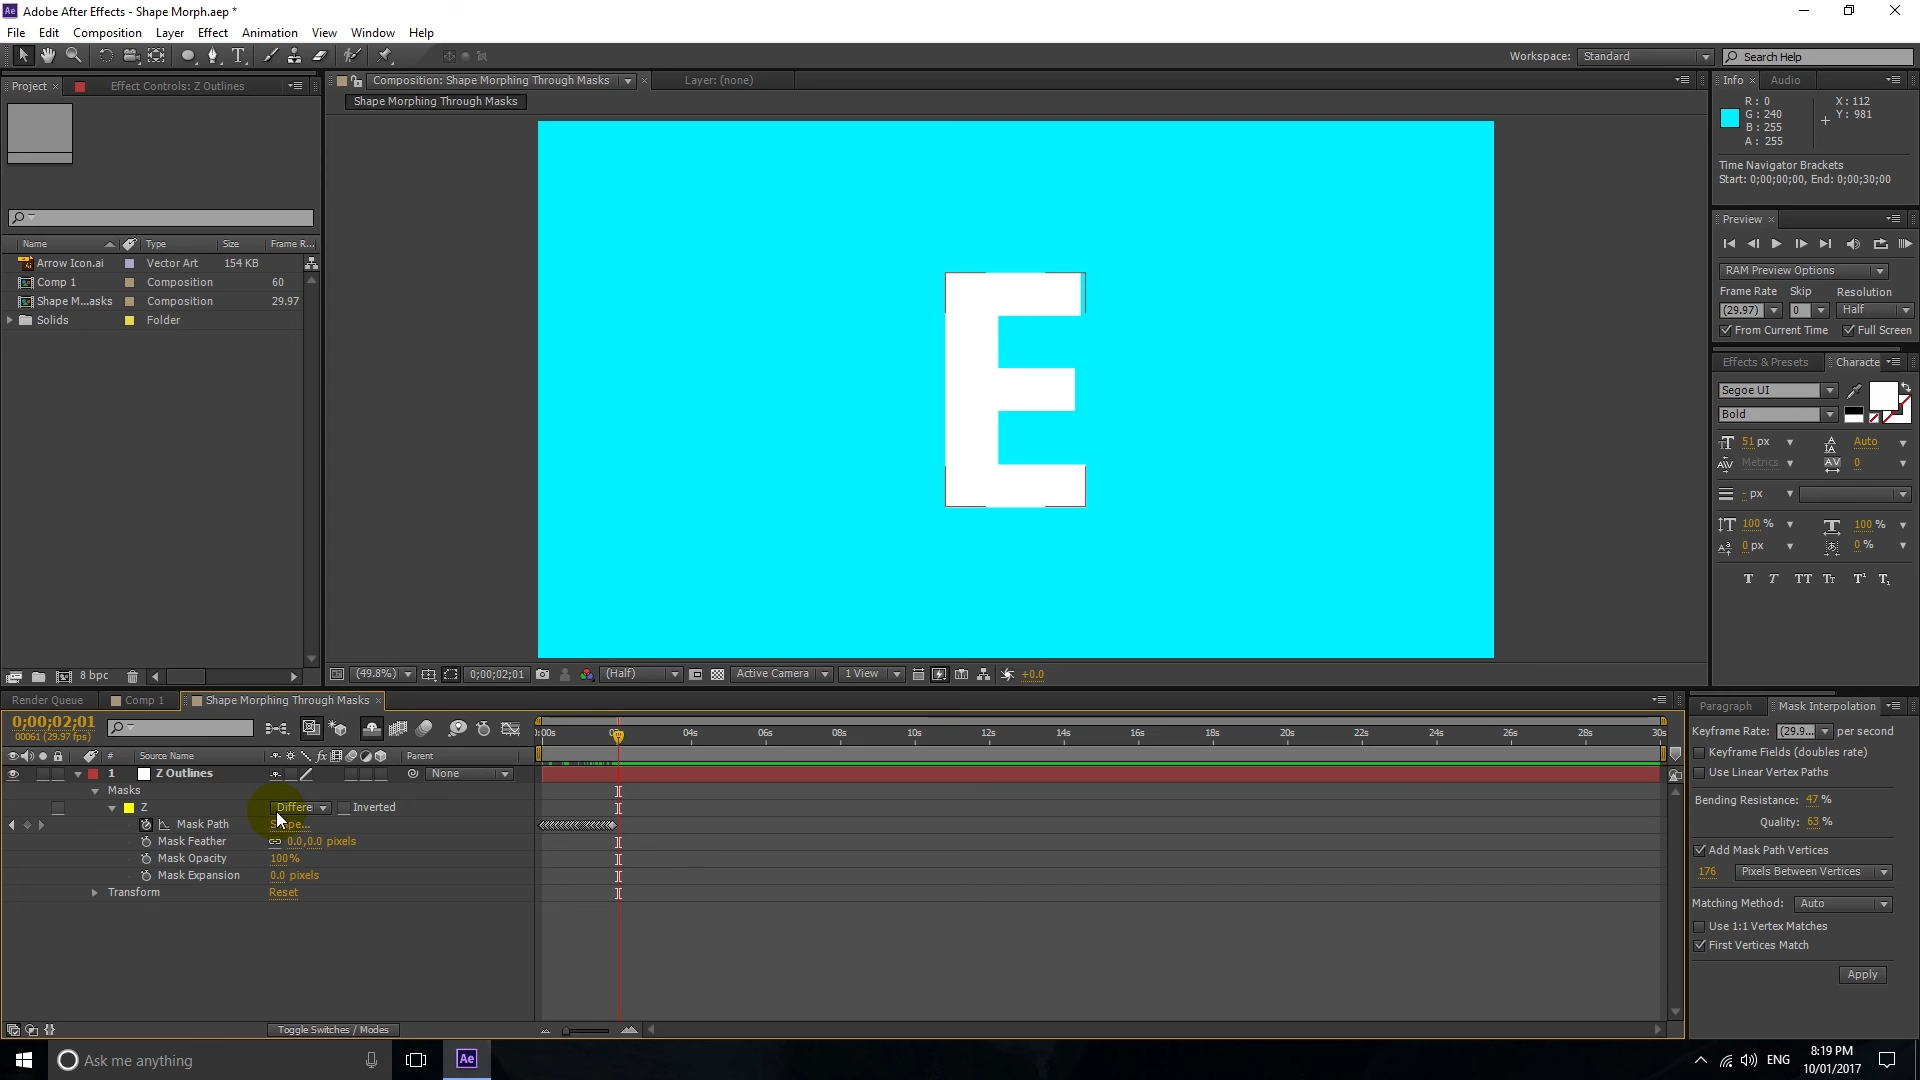 Adobe After Effects - Shape Morph.aep *
File Edit Composition Layer Effect Animation View Window Help
Workspace: Standard Search Help
Project Effect Controls: Z Outlines
Composition: Shape Morphing Through Masks Layer: (none)
Shape Morphing Through Masks
Info Audio
R: 0 X: 112
G: 240 Y: 981
B: 255
A: 255
Time Navigator Brackets
Start: 0;00;00;00, End: 0;00;30;00
Preview
RAM Preview Options
Frame Rate Skip Resolution
(29.97) 0 Half
From Current Time Full Screen
Name Type Size Frame R...
Arrow Icon.ai Vector Art 154 KB
Comp 1 Composition 60
Shape M...asks Composition 29.97
Solids Folder
E
Effects & Presets Characte
Segoe UI
Bold
51 px Auto
Metrics 0
- px
100 % 100 %
0 px 0 %
T T TT Tt T¹ T₁
8 bpc
(49.8%) 0;00;02;01 (Half) Active Camera 1 View +0.0
Render Queue Comp 1 Shape Morphing Through Masks
0;00;02;01
00061 (29.97 fps)
04s 06s 08s 10s 12s 14s 16s 18s 20s 22s 24s 26s 28s 30s
# Source Name Parent
1 Z Outlines None
Masks
Z Differe Inverted
Mask Path
Mask Feather 0.0,0.0 pixels
Mask Opacity 100%
Mask Expansion 0.0 pixels
Transform Reset
Toggle Switches / Modes
Paragraph Mask Interpolation
Keyframe Rate: (29.9... per second
Keyframe Fields (doubles rate)
Use Linear Vertex Paths
Bending Resistance: 47 %
Quality: 63 %
Add Mask Path Vertices
176 Pixels Between Vertices
Matching Method: Auto
Use 1:1 Vertex Matches
First Vertices Match
Apply
Ask me anything
Ae
ENG
8:19 PM
10/01/2017